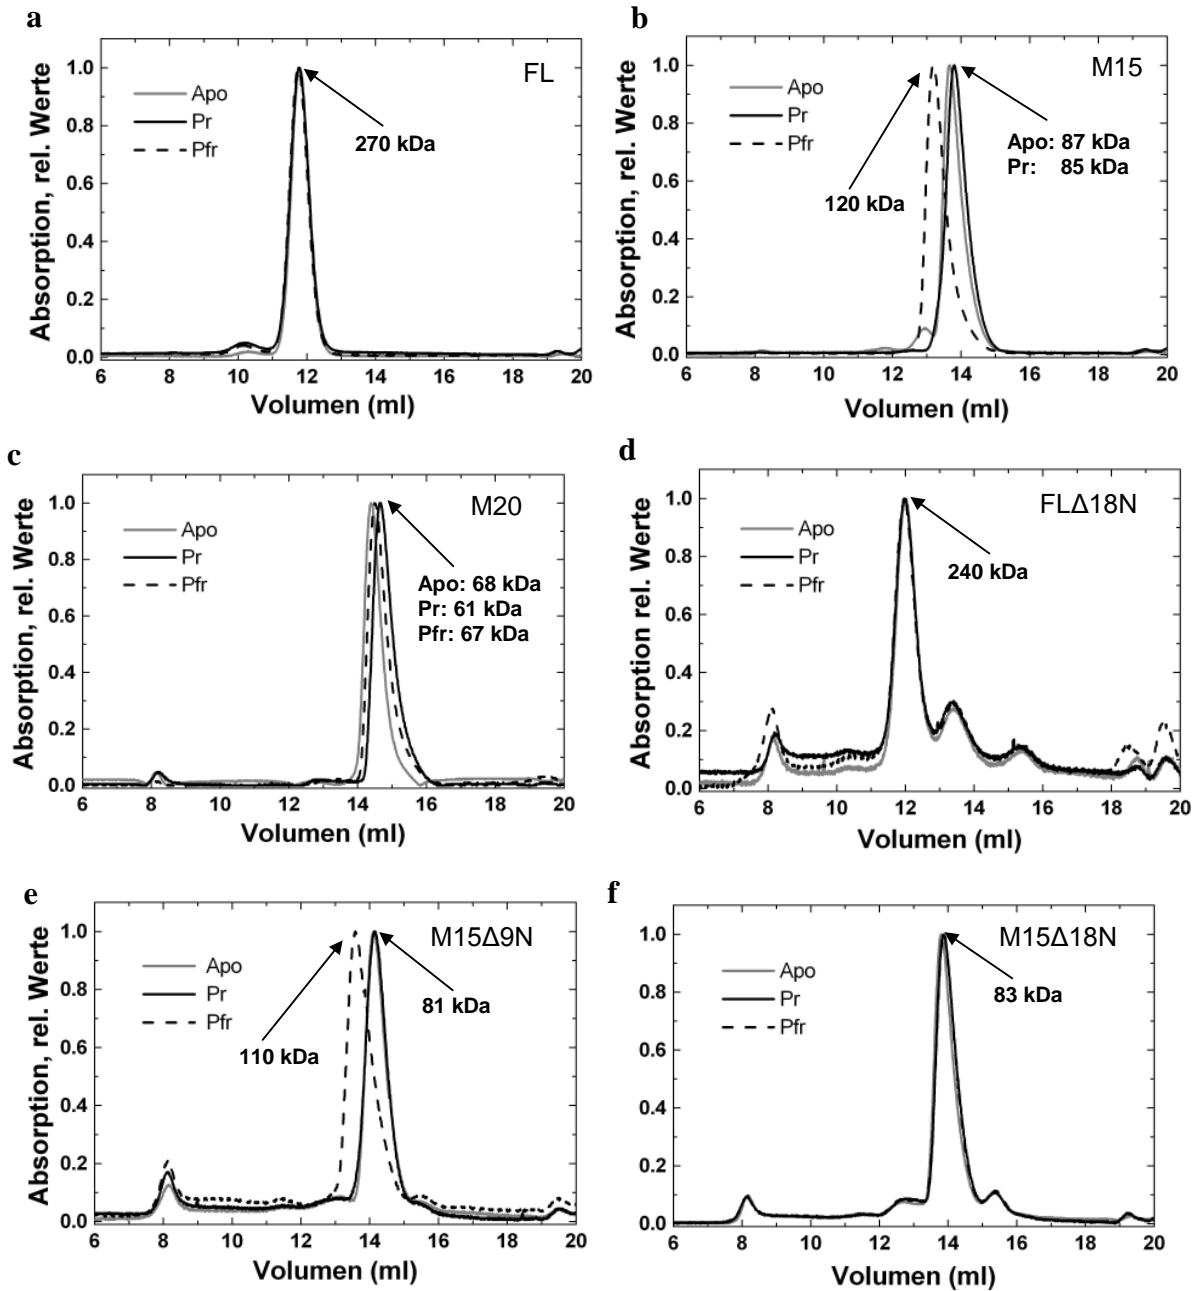 a
FL
Apo
Pr
Pfr
270 kDa
Absorption, rel. Werte
1.0
0.8
0.6
0.4
0.2
0.0
6 8 10 12 14 16 18 20
Volumen (ml)
b
M15
Apo
Pr
Pfr
Apo: 87 kDa
Pr: 85 kDa
120 kDa
Absorption, rel. Werte
1.0
0.8
0.6
0.4
0.2
0.0
6 8 10 12 14 16 18 20
Volumen (ml)
c
M20
Apo
Pr
Pfr
Apo: 68 kDa
Pr: 61 kDa
Pfr: 67 kDa
Absorption, rel. Werte
1.0
0.8
0.6
0.4
0.2
0.0
6 8 10 12 14 16 18 20
Volumen (ml)
d
FLΔ18N
Apo
Pr
Pfr
240 kDa
Absorption rel. Werte
1.0
0.8
0.6
0.4
0.2
0.0
6 8 10 12 14 16 18 20
Volumen (ml)
e
M15Δ9N
Apo
Pr
Pfr
81 kDa
110 kDa
Absorption, rel. Werte
1.0
0.8
0.6
0.4
0.2
0.0
6 8 10 12 14 16 18 20
Volumen (ml)
f
M15Δ18N
Apo
Pr
Pfr
83 kDa
1.0
0.8
0.6
0.4
0.2
0.0
6 8 10 12 14 16 18 20
Volumen (ml)